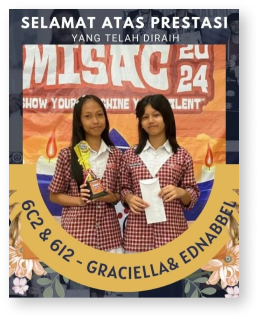 SELAMAT ATAS PRESTASI
YANG TELAH DIRAIH
MISAC 2024
SHOW YOUR SHINE YOUR TALENT
6C2 & 6I2 - GRACIELLA& EDNABBEL